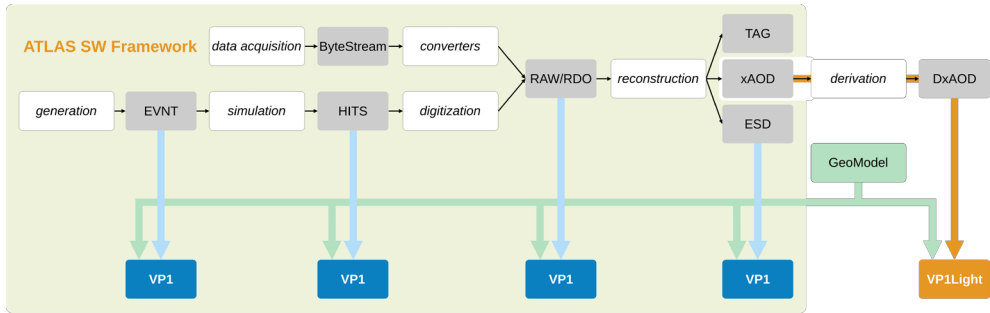 ATLAS SW Framework
data acquisition
ByteStream
converters
TAG
RAW/RDO
reconstruction
xAOD
derivation
DxAOD
generation
EVNT
simulation
HITS
digitization
ESD
GeoModel
VP1
VP1
VP1
VP1
VP1Light